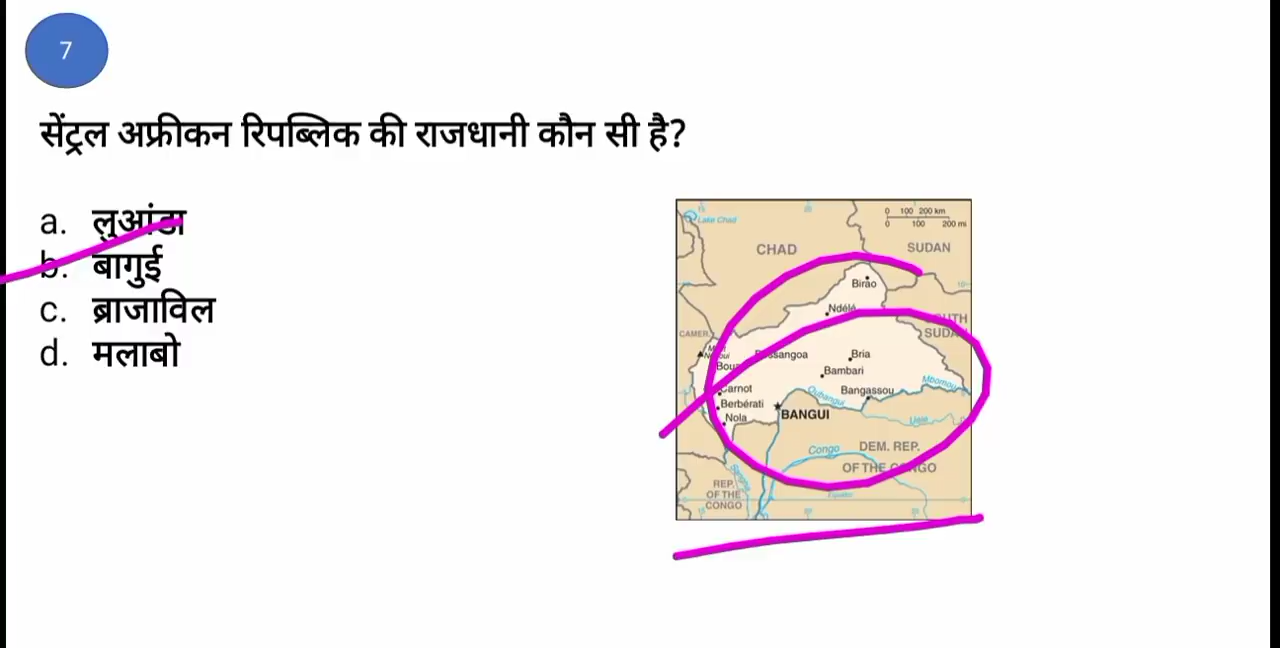 7
सेंट्रल अफ्रीकन रिपब्लिक की राजधानी कौन सी है?
a. लुआंडा
b. बागुई
c. ब्राजाविल
d. मलाबो
0 100 200 km
0 100 200 mi
Lake Chad
CHAD
SUDAN
Birao
Ndélé
SOUTH
SUDAN
CAMER.
Bossangoa
Bria
Bambari
Carnot
Berbérati
Nola
BANGUI
Oubangui
Bangassou
Mbomou
Uele
Congo
DEM. REP.
OF THE CONGO
Sangha
REP.
OF THE
CONGO